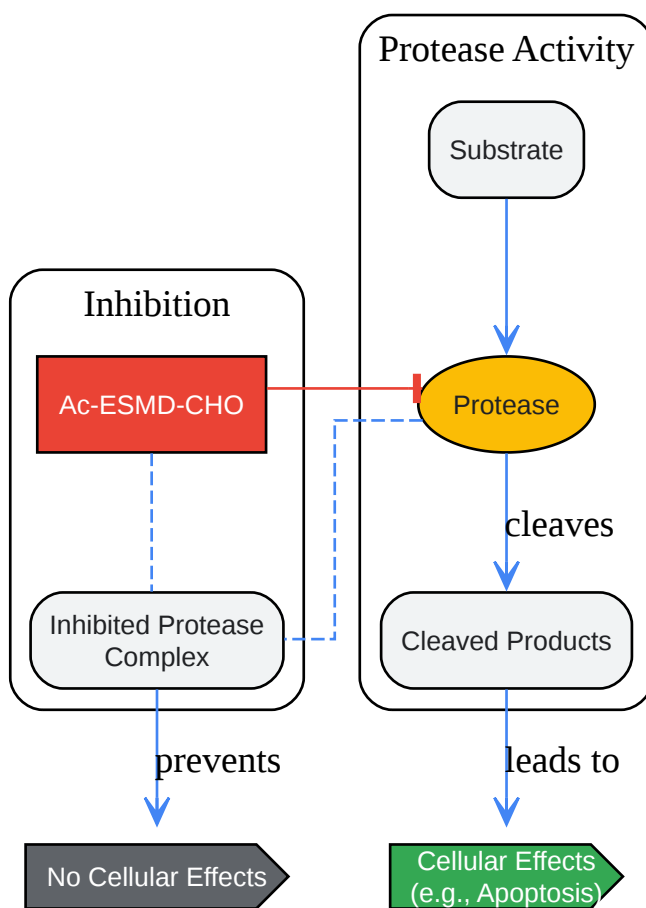 Protease Activity
Substrate
Inhibition
Ac-ESMD-CHO
Protease
cleaves
Inhibited Protease
Complex
Cleaved Products
prevents
leads to
No Cellular Effects
Cellular Effects
(e.g., Apoptosis)